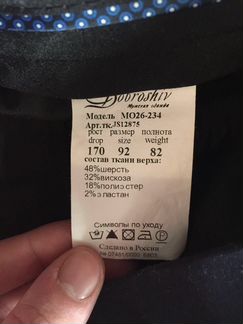 Dobroshiv
Мужская одежда
Модель МО26-234
Арт.тк.JS12875
рост размер полнота
drop size weight
170 92 82
состав ткани верха:
48%шерсть
32%вискоза
18%полиэстер
2%эластан
Символы по уходу
Сделано в России